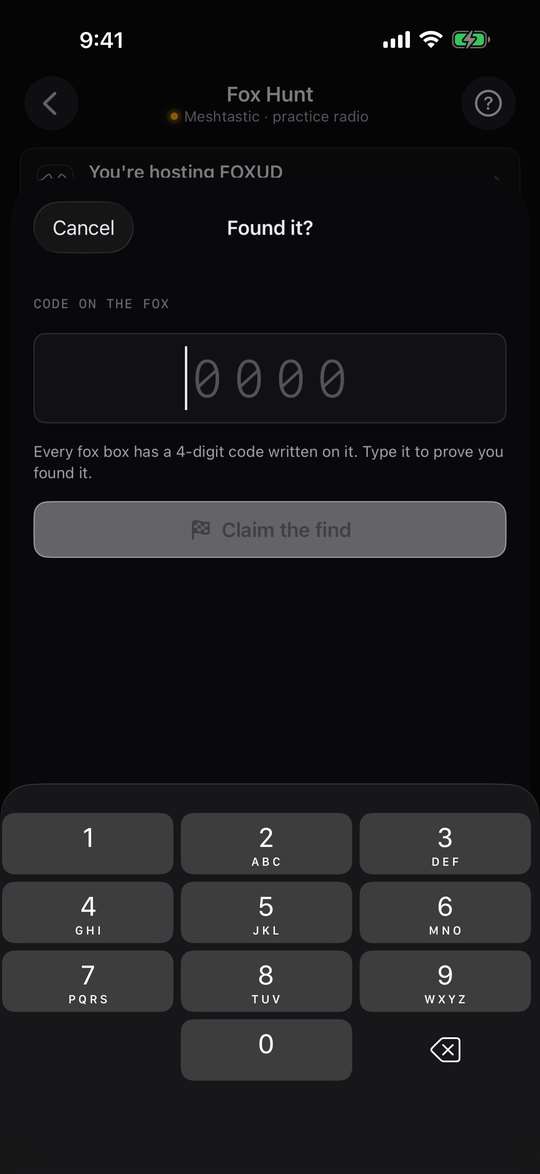 9:41
Fox Hunt
Meshtastic · practice radio
You're hosting FOXUD
Cancel
Found it?
CODE ON THE FOX
0000
Every fox box has a 4-digit code written on it. Type it to prove you
found it.
Claim the find
1
2
ABC
3
DEF
4
GHI
5
JKL
6
MNO
7
PQRS
8
TUV
9
WXYZ
0